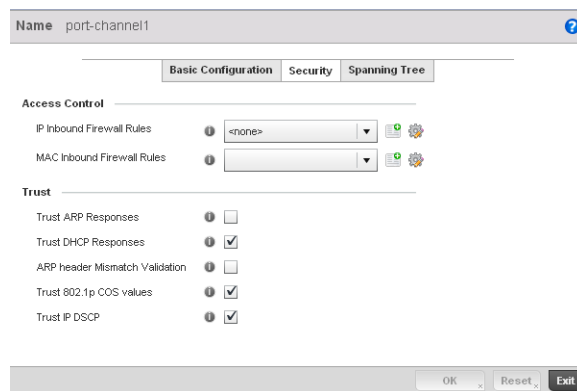 Name port-channel1
?
Basic Configuration Security Spanning Tree
Access Control
IP Inbound Firewall Rules <none>
MAC Inbound Firewall Rules
Trust
Trust ARP Responses
Trust DHCP Responses
ARP header Mismatch Validation
Trust 802.1p COS values
Trust IP DSCP
OK Reset Exit